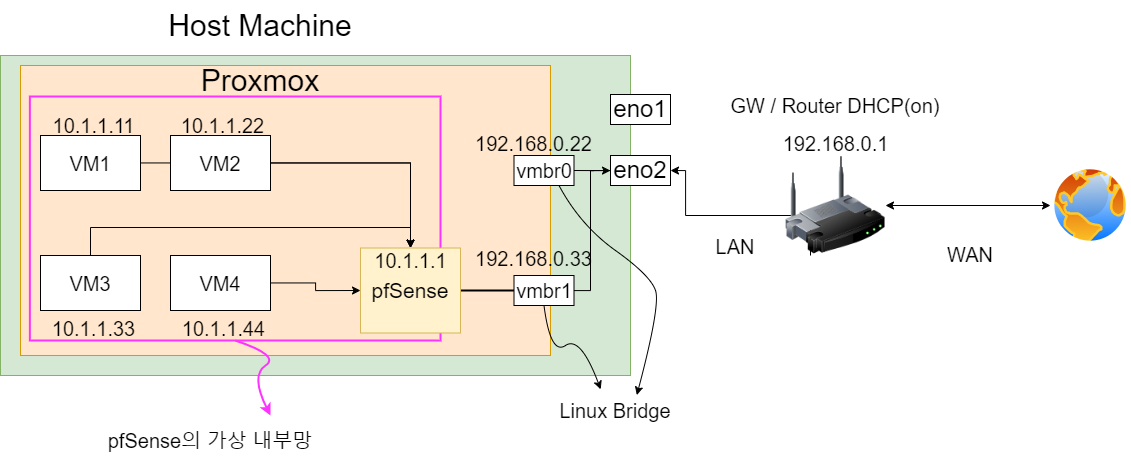 Host Machine
Proxmox
10.1.1.11
10.1.1.22
VM1
VM2
VM3
VM4
10.1.1.33
10.1.1.44
10.1.1.1
pfSense
192.168.0.22
vmbr0
192.168.0.33
vmbr1
eno1
eno2
GW / Router DHCP(on)
192.168.0.1
LAN
WAN
Linux Bridge
pfSense의 가상 내부망